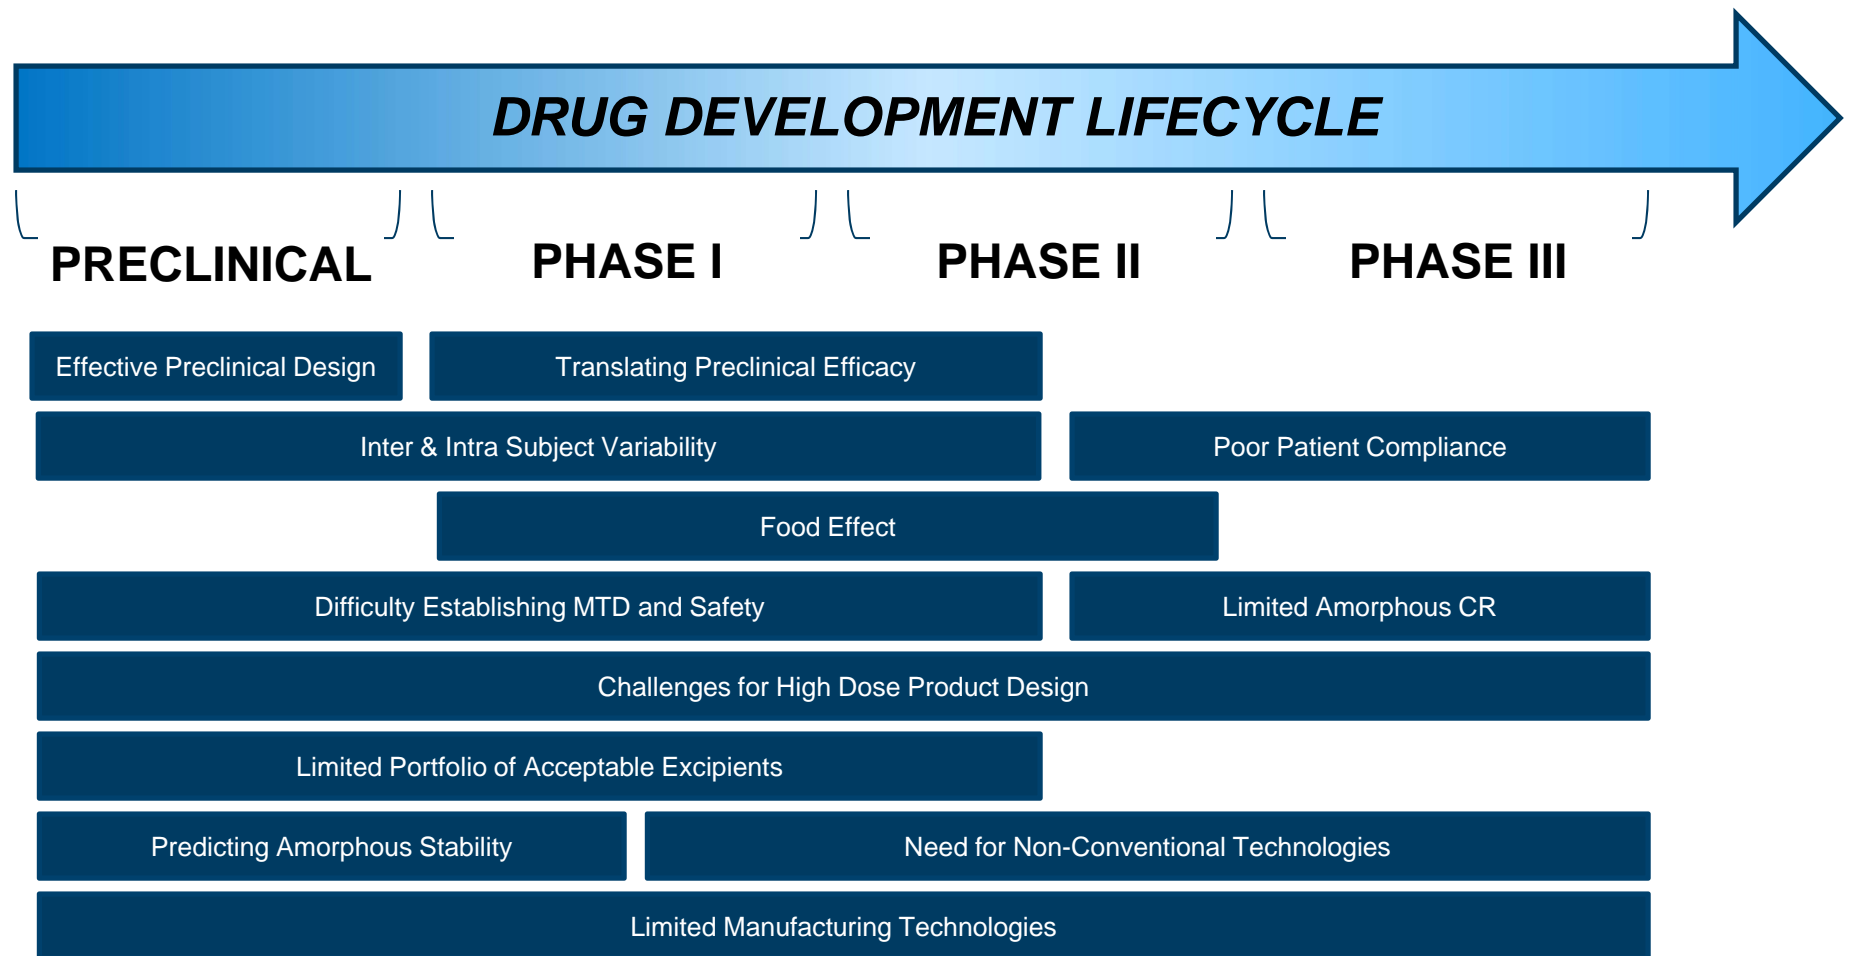 DRUG DEVELOPMENT LIFECYCLE
PRECLINICAL
PHASE I
PHASE II
PHASE III
Effective Preclinical Design
Translating Preclinical Efficacy
Inter & Intra Subject Variability
Poor Patient Compliance
Food Effect
Difficulty Establishing MTD and Safety
Limited Amorphous CR
Challenges for High Dose Product Design
Limited Portfolio of Acceptable Excipients
Predicting Amorphous Stability
Need for Non-Conventional Technologies
Limited Manufacturing Technologies